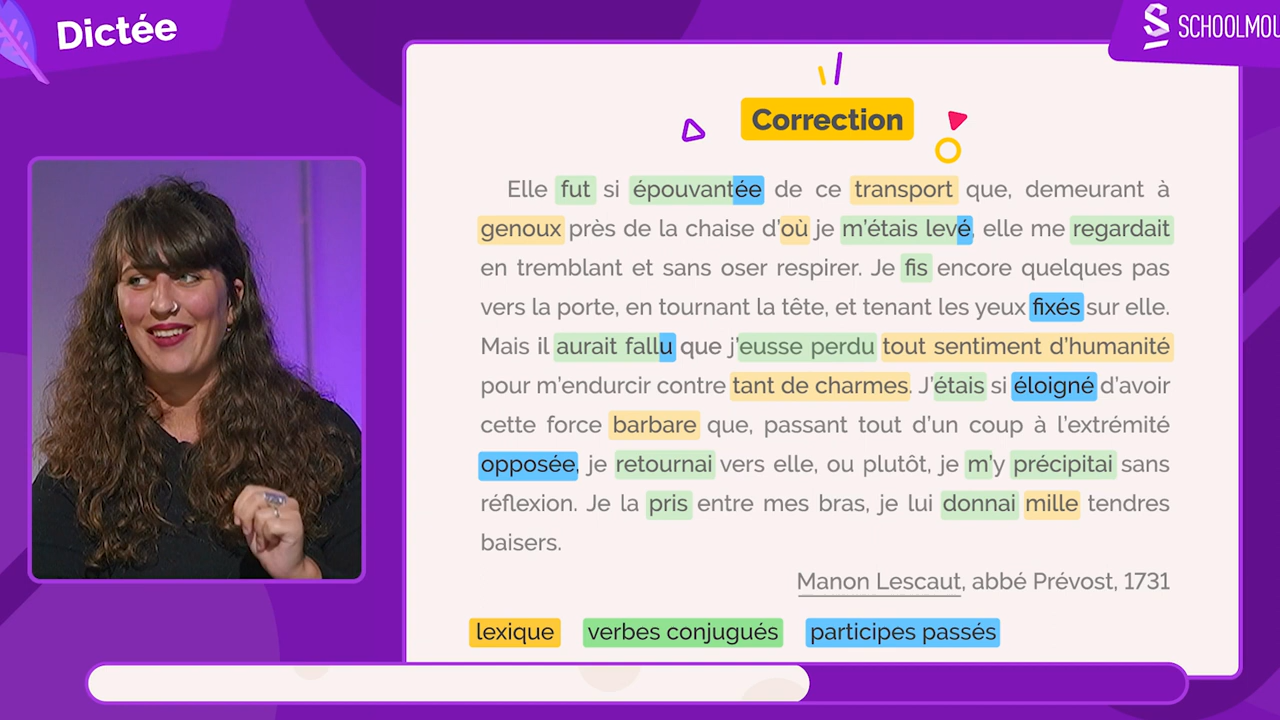 Dictée
SCHOOLMOU
Correction
Elle fut si épouvantée de ce transport que, demeurant à
genoux près de la chaise d'où je m'étais levé, elle me regardait
en tremblant et sans oser respirer. Je fis encore quelques pas
vers la porte, en tournant la tête, et tenant les yeux fixés sur elle.
Mais il aurait fallu que j'eusse perdu tout sentiment d'humanité
pour m'endurcir contre tant de charmes. J'étais si éloigné d'avoir
cette force barbare que, passant tout d'un coup à l'extrémité
opposée, je retournai vers elle, ou plutôt, je m'y précipitai sans
réflexion. Je la pris entre mes bras, je lui donnai mille tendres
baisers.
Manon Lescaut, abbé Prévost, 1731
lexique verbes conjugués participes passés